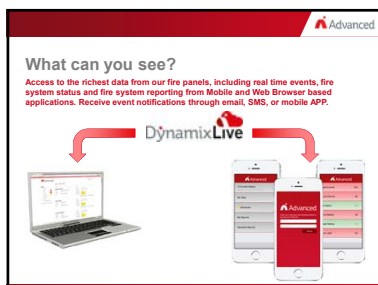 Advanced
What can you see?
Access to the richest data from our fire panels, including real time events, fire
system status and fire system reporting from Mobile and Web Browser based
applications. Receive event notifications through email, SMS, or mobile APP.
DynamixLive
Advanced
Advanced
Advanced